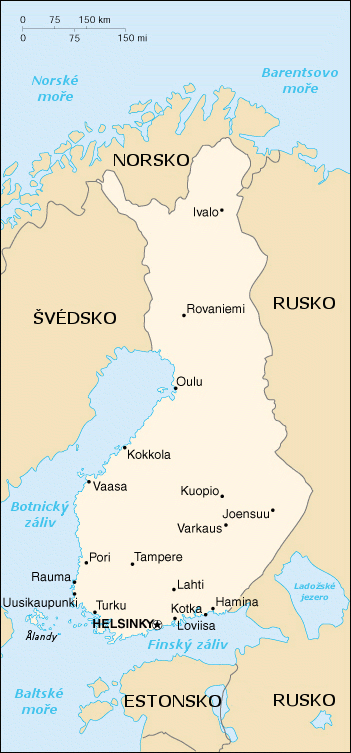 0 75 150 km
0 75 150 mi
Norské
moře
Barentsovo
moře
NORSKO
Ivalo
RUSKO
Rovaniemi
ŠVÉDSKO
Oulu
Kokkola
Vaasa
Kuopio
Botnický
záliv
Joensuu
Varkaus
Pori
Tampere
Rauma
Lahti
Ladožské
jezero
Uusikaupunki
Turku
Kotka
Hamina
HELSINKY
Loviisa
Ålandy
Finský záliv
Baltské
moře
ESTONSKO
RUSKO